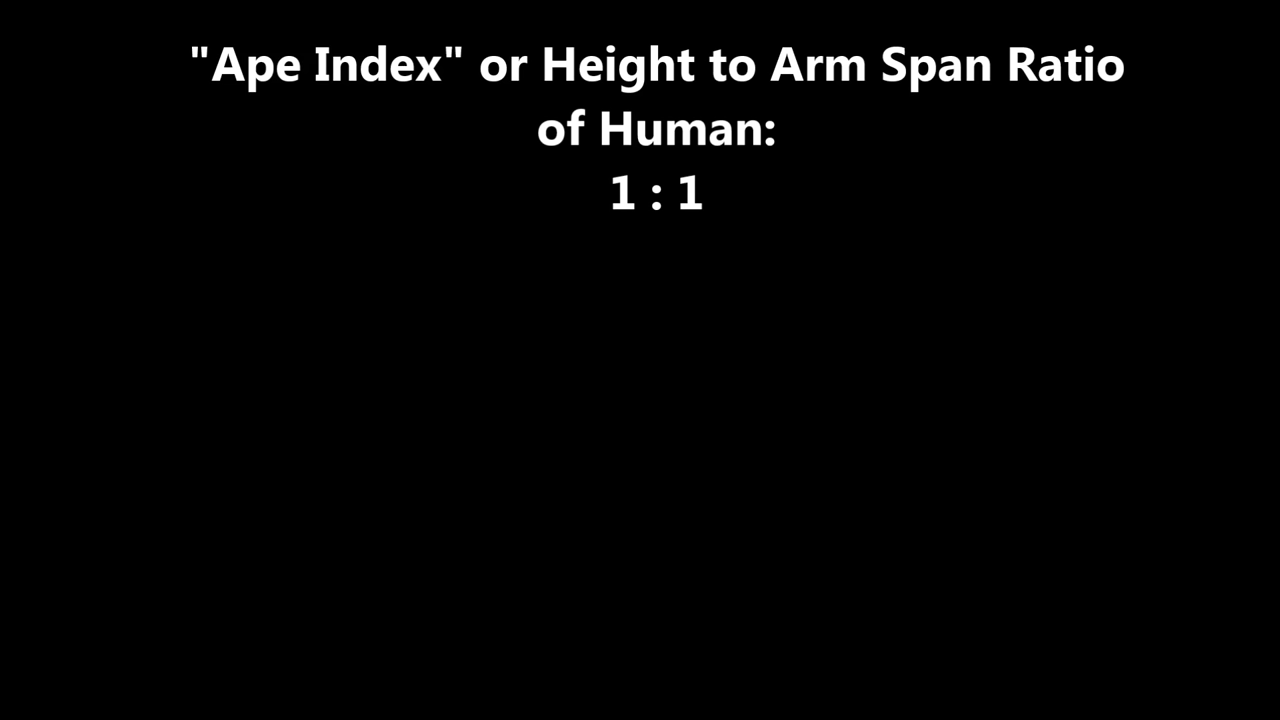 "Ape Index" or Height to Arm Span Ratio
of Human:
1 : 1